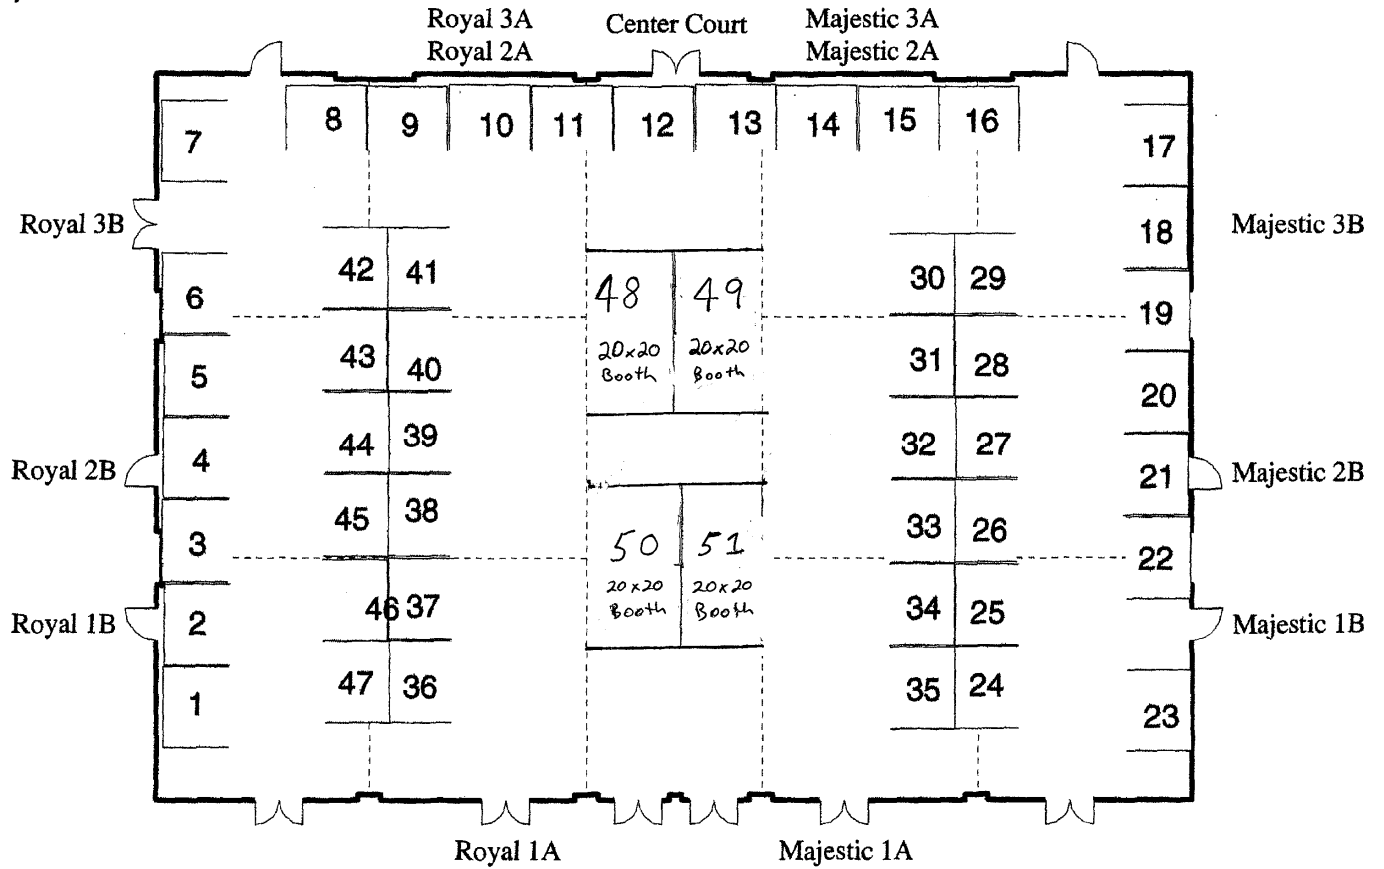 Royal 3A
Royal 2A
Center Court
Majestic 3A
Majestic 2A
8 9 10 11 12 13 14 15 16
7
17
Royal 3B
18
Majestic 3B
42 41
48 49
30 29
6
19
20x20 20x20
Booth Booth
43 40
31 28
5
20
44 39
32 27
4
21
Royal 2B
Majestic 2B
45 38
33 26
3
22
50 51
20x20 20x20
Booth Booth
46 37
34 25
2
Royal 1B
Majestic 1B
47 36
35 24
1
23
Royal 1A
Majestic 1A